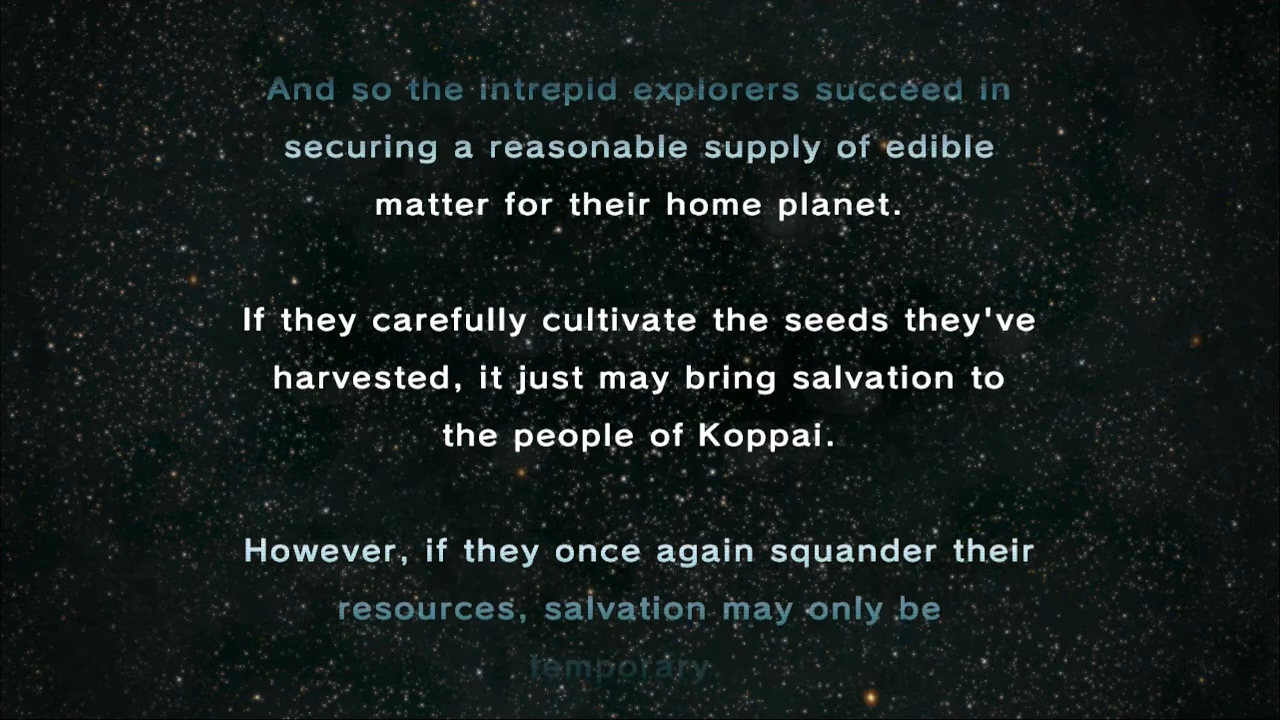 And so the intrepid explorers succeed in
securing a reasonable supply of edible
matter for their home planet.
If they carefully cultivate the seeds they've
harvested, it just may bring salvation to
the people of Koppai.
However, if they once again squander their
resources, salvation may only be
temporary.